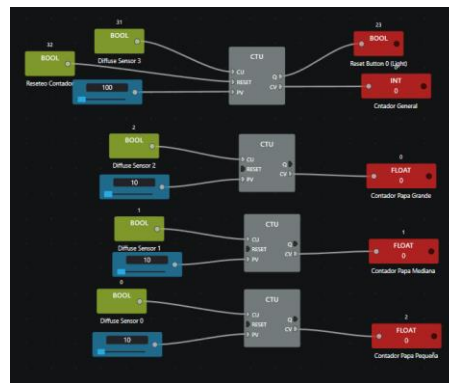 31
BOOL
Diffuse Sensor 3
32
BOOL
Reseteo Contador
100
CTU
CU
RESET
PV
Q
CV
23
BOOL
Reset Button 0 (Light)
INT
0
Cntador General
2
BOOL
Diffuse Sensor 2
10
CTU
CU
RESET
PV
Q
CV
0
FLOAT
0
Contador Papa Grande
1
BOOL
Diffuse Sensor 1
10
CTU
CU
RESET
PV
Q
CV
1
FLOAT
0
Contador Papa Mediana
0
BOOL
Diffuse Sensor 0
10
CTU
CU
RESET
PV
Q
CV
2
FLOAT
0
Contador Papa Pequeña